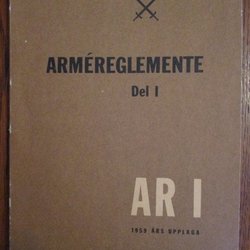 ARMÉREGLEMENTE
Del I
AR I
1959 ÅRS UPPLAGA